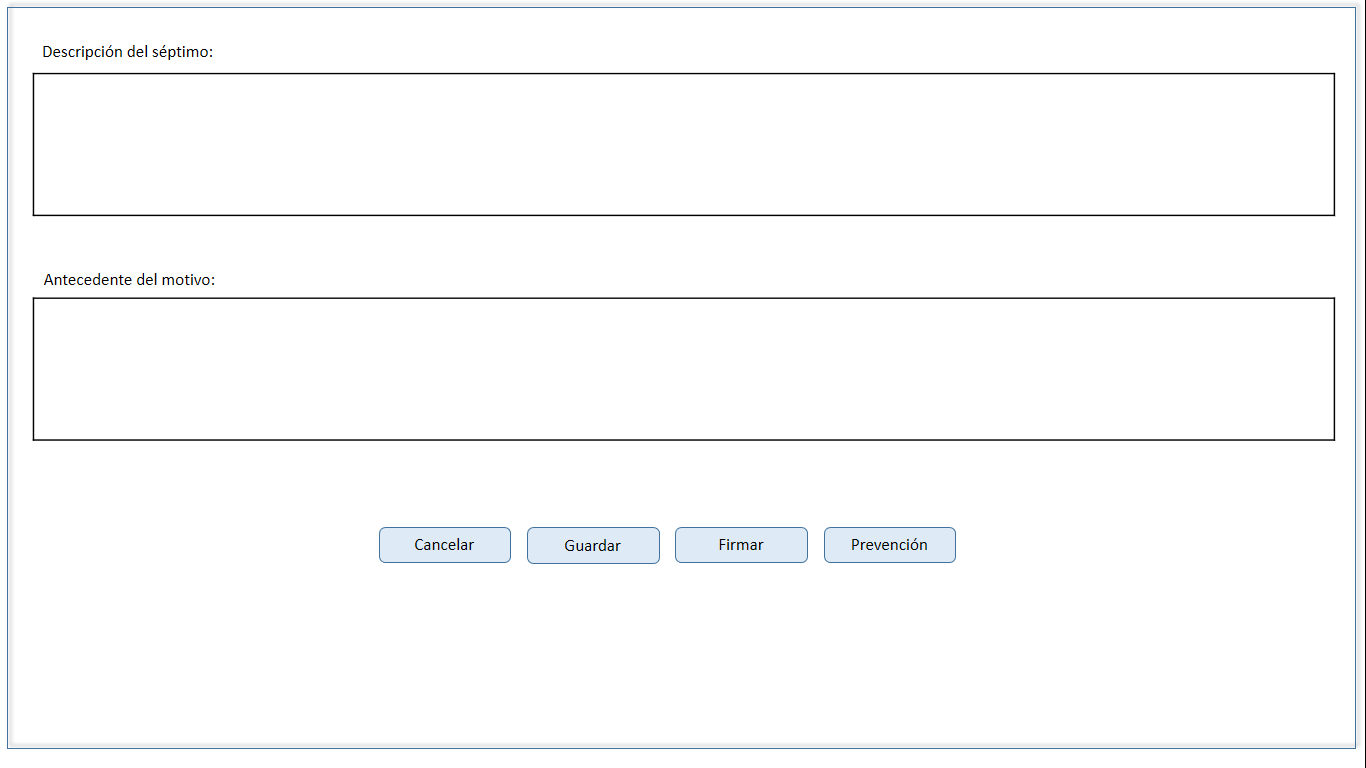 Descripción del séptimo:
Antecedente del motivo:
Cancelar
Guardar
Firmar
Prevención